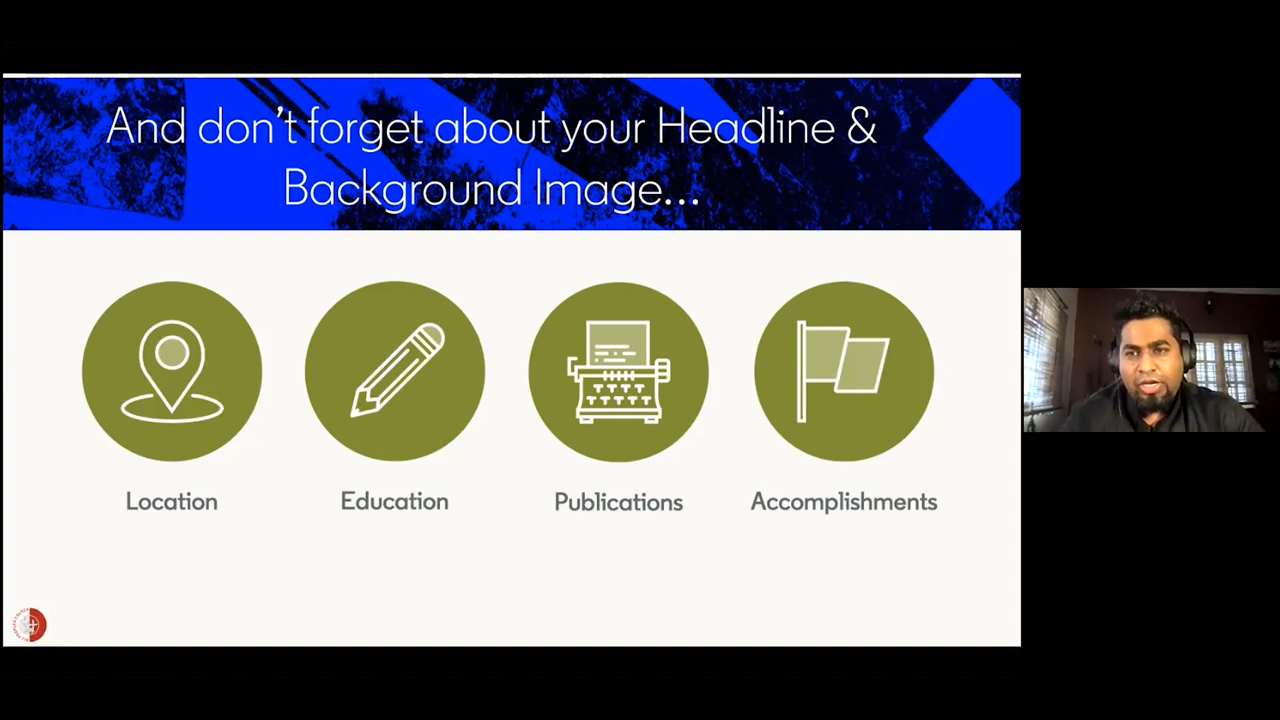 And don't forget about your Headline &
Background Image...
Location
Education
Publications
Accomplishments